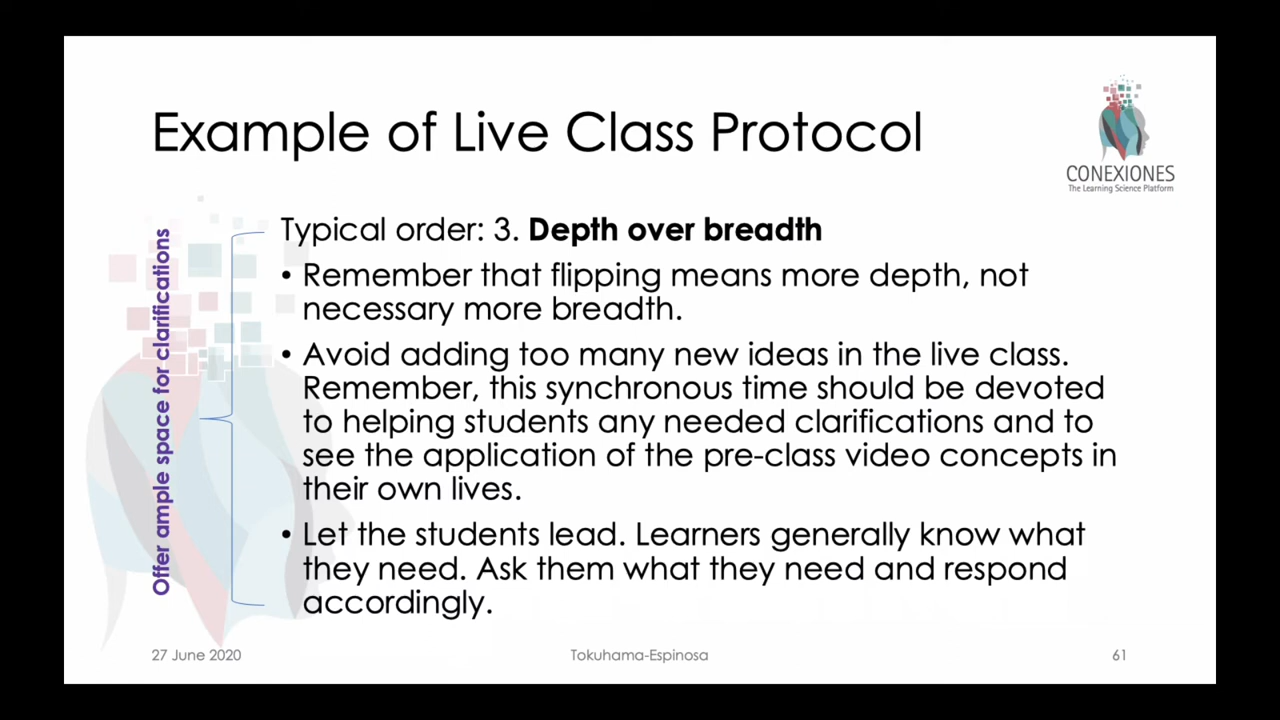 Example of Live Class Protocol
CONEXIONES
The Learning Science Platform
Offer ample space for clarifications
Typical order: 3. Depth over breadth
• Remember that flipping means more depth, not
necessary more breadth.
• Avoid adding too many new ideas in the live class.
Remember, this synchronous time should be devoted
to helping students any needed clarifications and to
see the application of the pre-class video concepts in
their own lives.
• Let the students lead. Learners generally know what
they need. Ask them what they need and respond
accordingly.
27 June 2020
Tokuhama-Espinosa
61